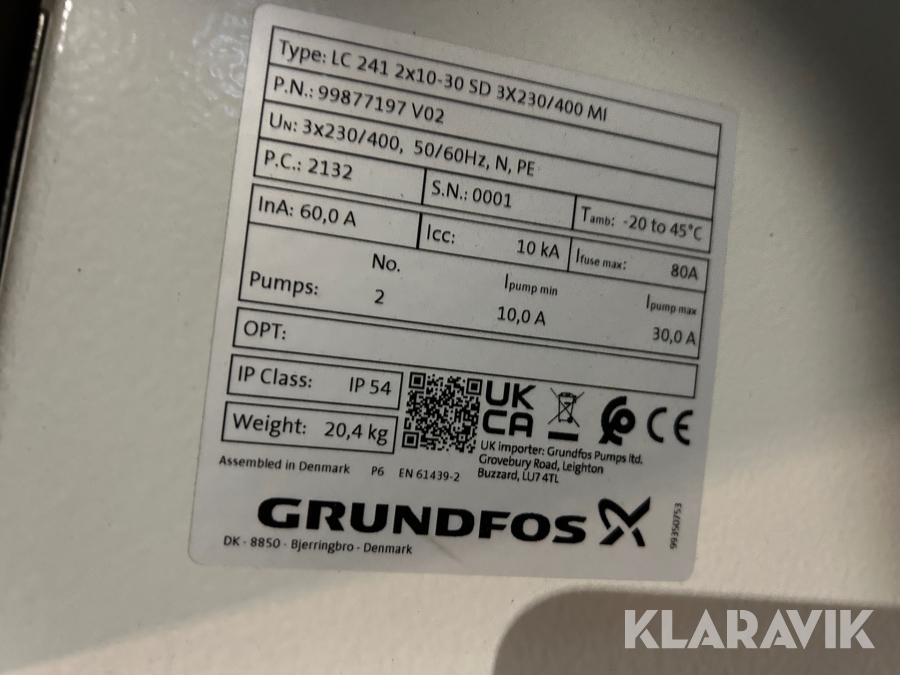 Type: LC 241 2x10-30 SD 3X230/400 MI
P.N.: 99877197 V02
UN: 3x230/400, 50/60Hz, N, PE
P.C.: 2132 S.N.: 0001 Tamb: -20 to 45°C
InA: 60,0 A Icc: 10 kA Ifuse max: 80A
No. Ipump min Ipump max
Pumps: 2 10,0 A 30,0 A
OPT:
IP Class: IP 54
Weight: 20,4 kg
UK
CA
CE
UK importer: Grundfos Pumps ltd.
Grovebury Road, Leighton
Buzzard, LU7 4TL
Assembled in Denmark P6 EN 61439-2
GRUNDFOS
DK - 8850 - Bjerringbro - Denmark
99350753
KLARAVIK